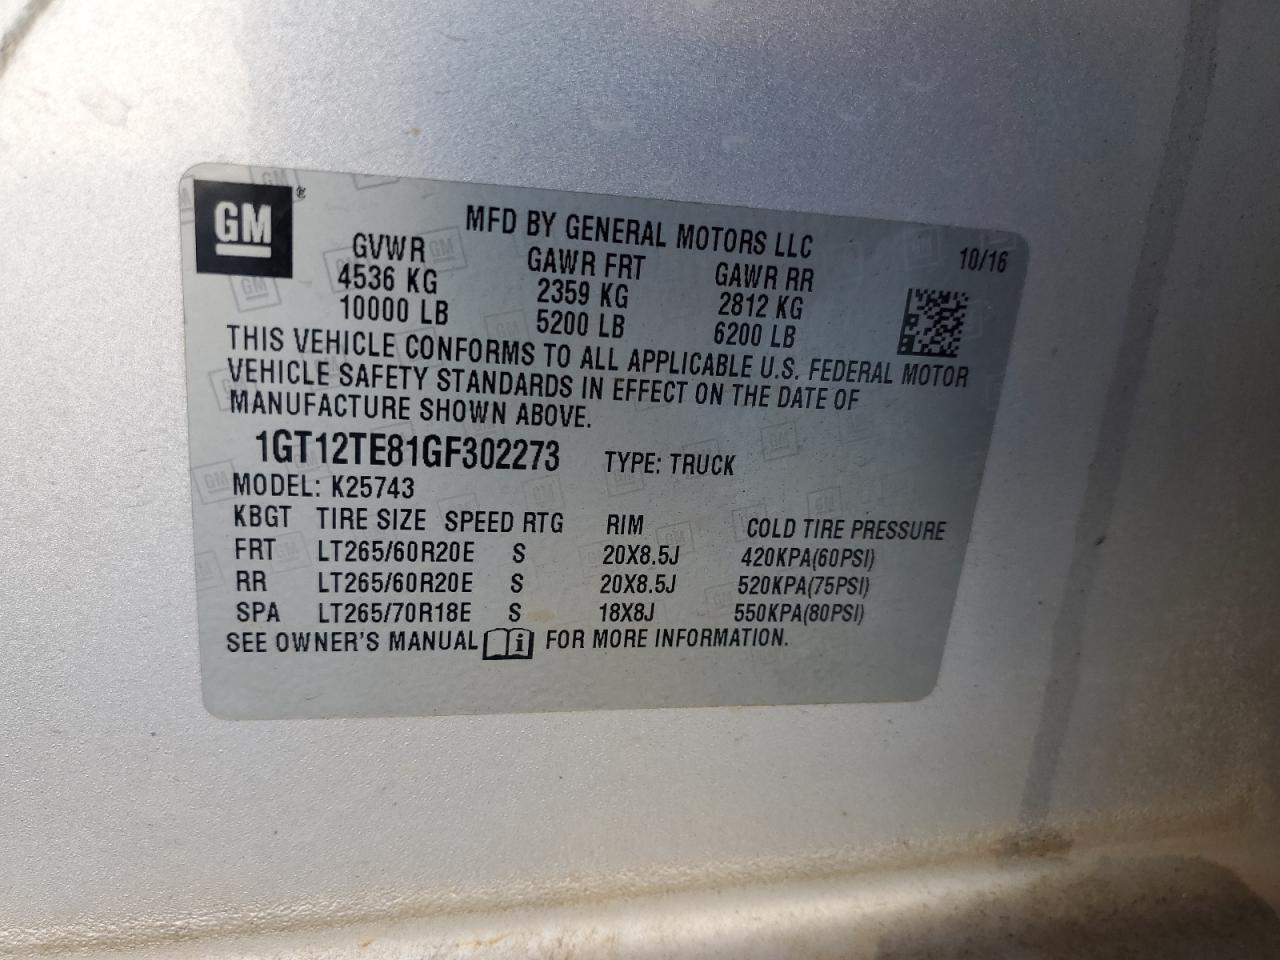 GM ®
MFD BY GENERAL MOTORS LLC 10/16
GVWR GAWR FRT GAWR RR
4536 KG 2359 KG 2812 KG
10000 LB 5200 LB 6200 LB
THIS VEHICLE CONFORMS TO ALL APPLICABLE U.S. FEDERAL MOTOR
VEHICLE SAFETY STANDARDS IN EFFECT ON THE DATE OF
MANUFACTURE SHOWN ABOVE.
1GT12TE81GF302273 TYPE: TRUCK
MODEL: K25743
KBGT TIRE SIZE SPEED RTG RIM COLD TIRE PRESSURE
FRT LT265/60R20E S 20X8.5J 420KPA(60PSI)
RR LT265/60R20E S 20X8.5J 520KPA(75PSI)
SPA LT265/70R18E S 18X8J 550KPA(80PSI)
SEE OWNER'S MANUAL i FOR MORE INFORMATION.